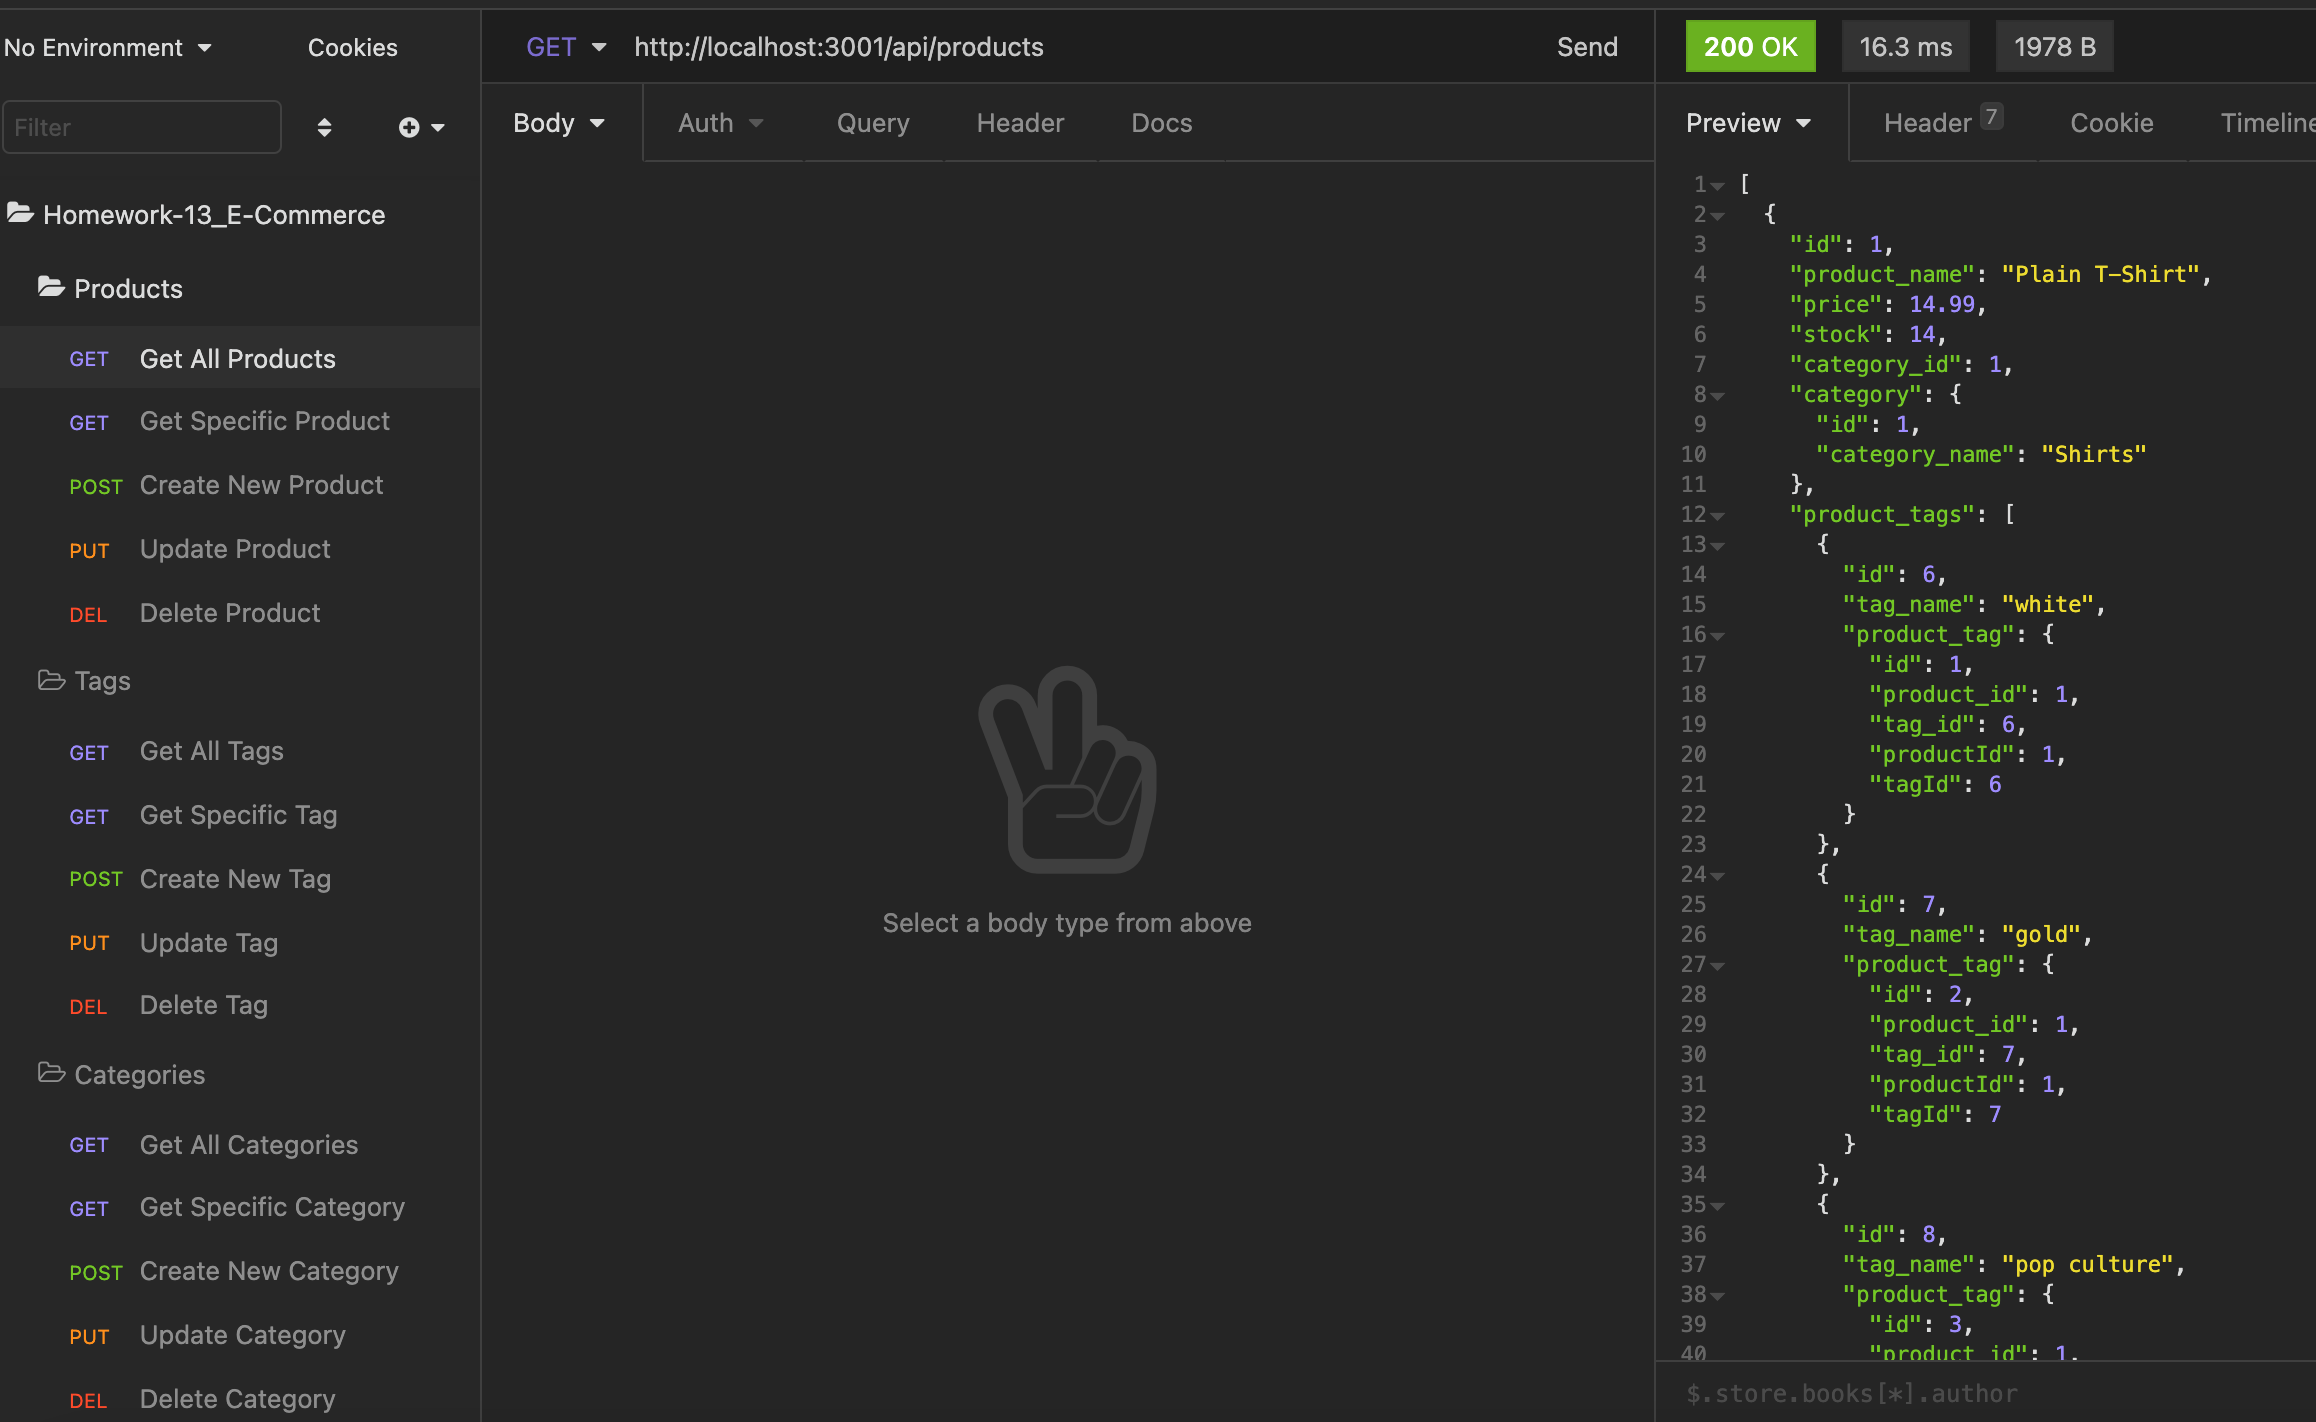 No Environment Cookies
Filter
Homework-13_E-Commerce
Products
GET Get All Products
GET Get Specific Product
POST Create New Product
PUT Update Product
DEL Delete Product
Tags
GET Get All Tags
GET Get Specific Tag
POST Create New Tag
PUT Update Tag
DEL Delete Tag
Categories
GET Get All Categories
GET Get Specific Category
POST Create New Category
PUT Update Category
DEL Delete Category
GET http://localhost:3001/api/products Send
Body Auth Query Header Docs
Select a body type from above
200 OK 16.3 ms 1978 B
Preview Header 7 Cookie Timeline
1 [
2 {
3 "id": 1,
4 "product_name": "Plain T-Shirt",
5 "price": 14.99,
6 "stock": 14,
7 "category_id": 1,
8 "category": {
9 "id": 1,
10 "category_name": "Shirts"
11 },
12 "product_tags": [
13 {
14 "id": 6,
15 "tag_name": "white",
16 "product_tag": {
17 "id": 1,
18 "product_id": 1,
19 "tag_id": 6,
20 "productId": 1,
21 "tagId": 6
22 }
23 },
24 {
25 "id": 7,
26 "tag_name": "gold",
27 "product_tag": {
28 "id": 2,
29 "product_id": 1,
30 "tag_id": 7,
31 "productId": 1,
32 "tagId": 7
33 }
34 },
35 {
36 "id": 8,
37 "tag_name": "pop culture",
38 "product_tag": {
39 "id": 3,
40 "product_id": 1,
$.store.books[*].author